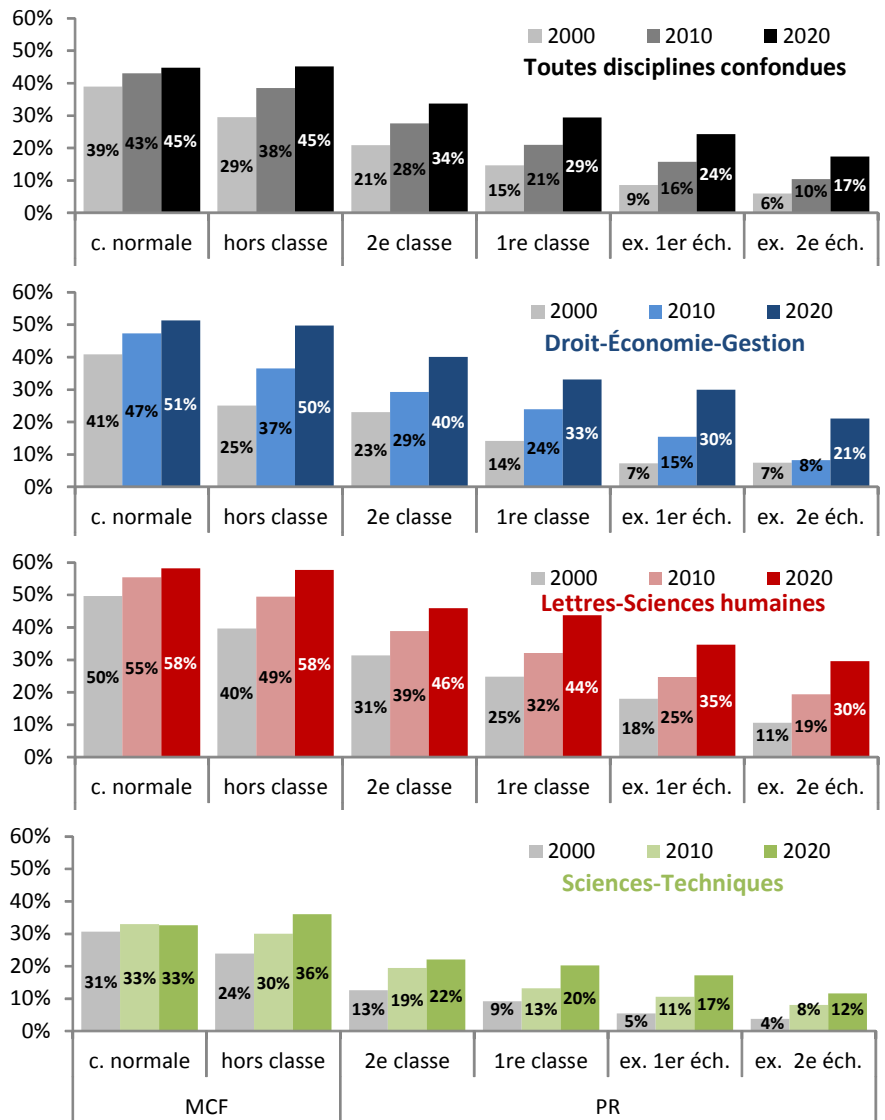 60%
2000 2010 2020
50%
Toutes disciplines confondues
40%
30%
20%
39% 43% 45% 29% 38% 45% 21% 28% 34% 15% 21% 29% 9% 16% 24% 6% 10% 17%
10%
0%
c. normale hors classe 2e classe 1re classe ex. 1er éch. ex. 2e éch.
60%
2000 2010 2020
50%
Droit-Économie-Gestion
40%
30%
20%
41% 47% 51% 25% 37% 50% 23% 29% 40% 14% 24% 33% 7% 15% 30% 7% 8% 21%
10%
0%
c. normale hors classe 2e classe 1re classe ex. 1er éch. ex. 2e éch.
60%
2000 2010 2020
50%
Lettres-Sciences humaines
40%
30%
20%
50% 55% 58% 40% 49% 58% 31% 39% 46% 25% 32% 44% 18% 25% 35% 11% 19% 30%
10%
0%
c. normale hors classe 2e classe 1re classe ex. 1er éch. ex. 2e éch.
60%
2000 2010 2020
50%
Sciences-Techniques
40%
30%
20%
31% 33% 33% 24% 30% 36% 13% 19% 22% 9% 13% 20% 5% 11% 17% 4% 8% 12%
10%
0%
c. normale hors classe 2e classe 1re classe ex. 1er éch. ex. 2e éch.
MCF PR